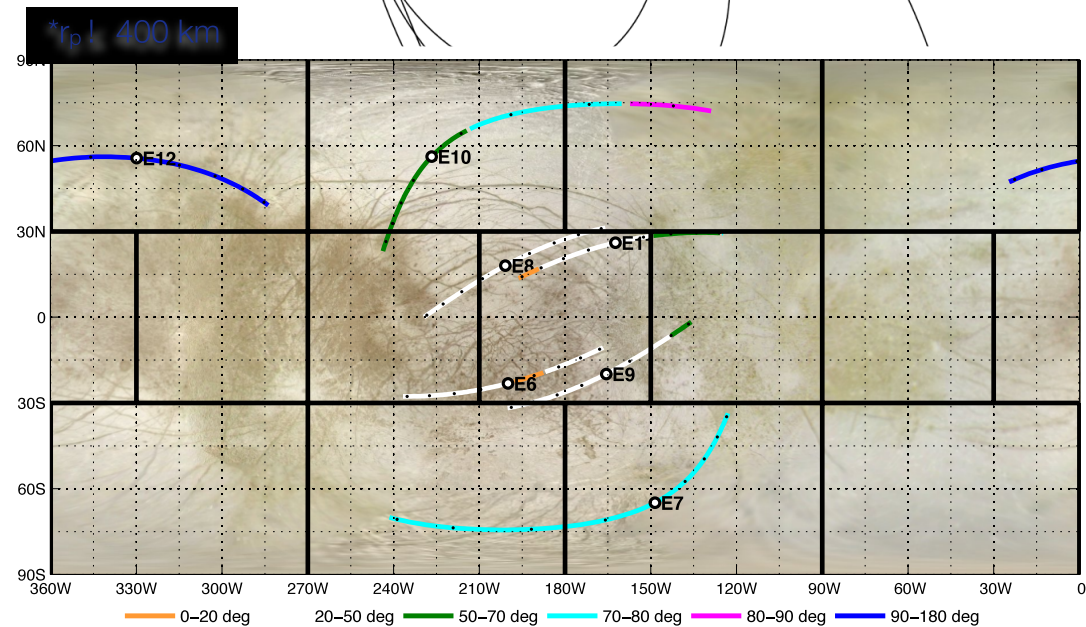 *rₚ ¡ 400 km
90N
60N
30N
0
30S
60S
90S
E12
E10
E1
E8
E6
E9
E7
360W 330W 300W 270W 240W 210W 180W 150W 120W 90W 60W 30W 0
0–20 deg 20–50 deg 50–70 deg 70–80 deg 80–90 deg 90–180 deg